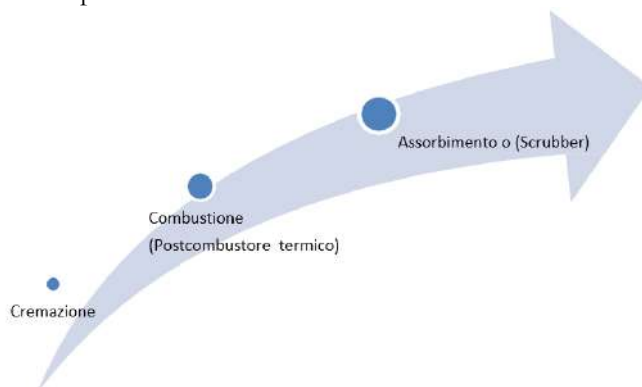 Assorbimento o (Scrubber)
Combustione
(Postcombustore termico)
Cremazione